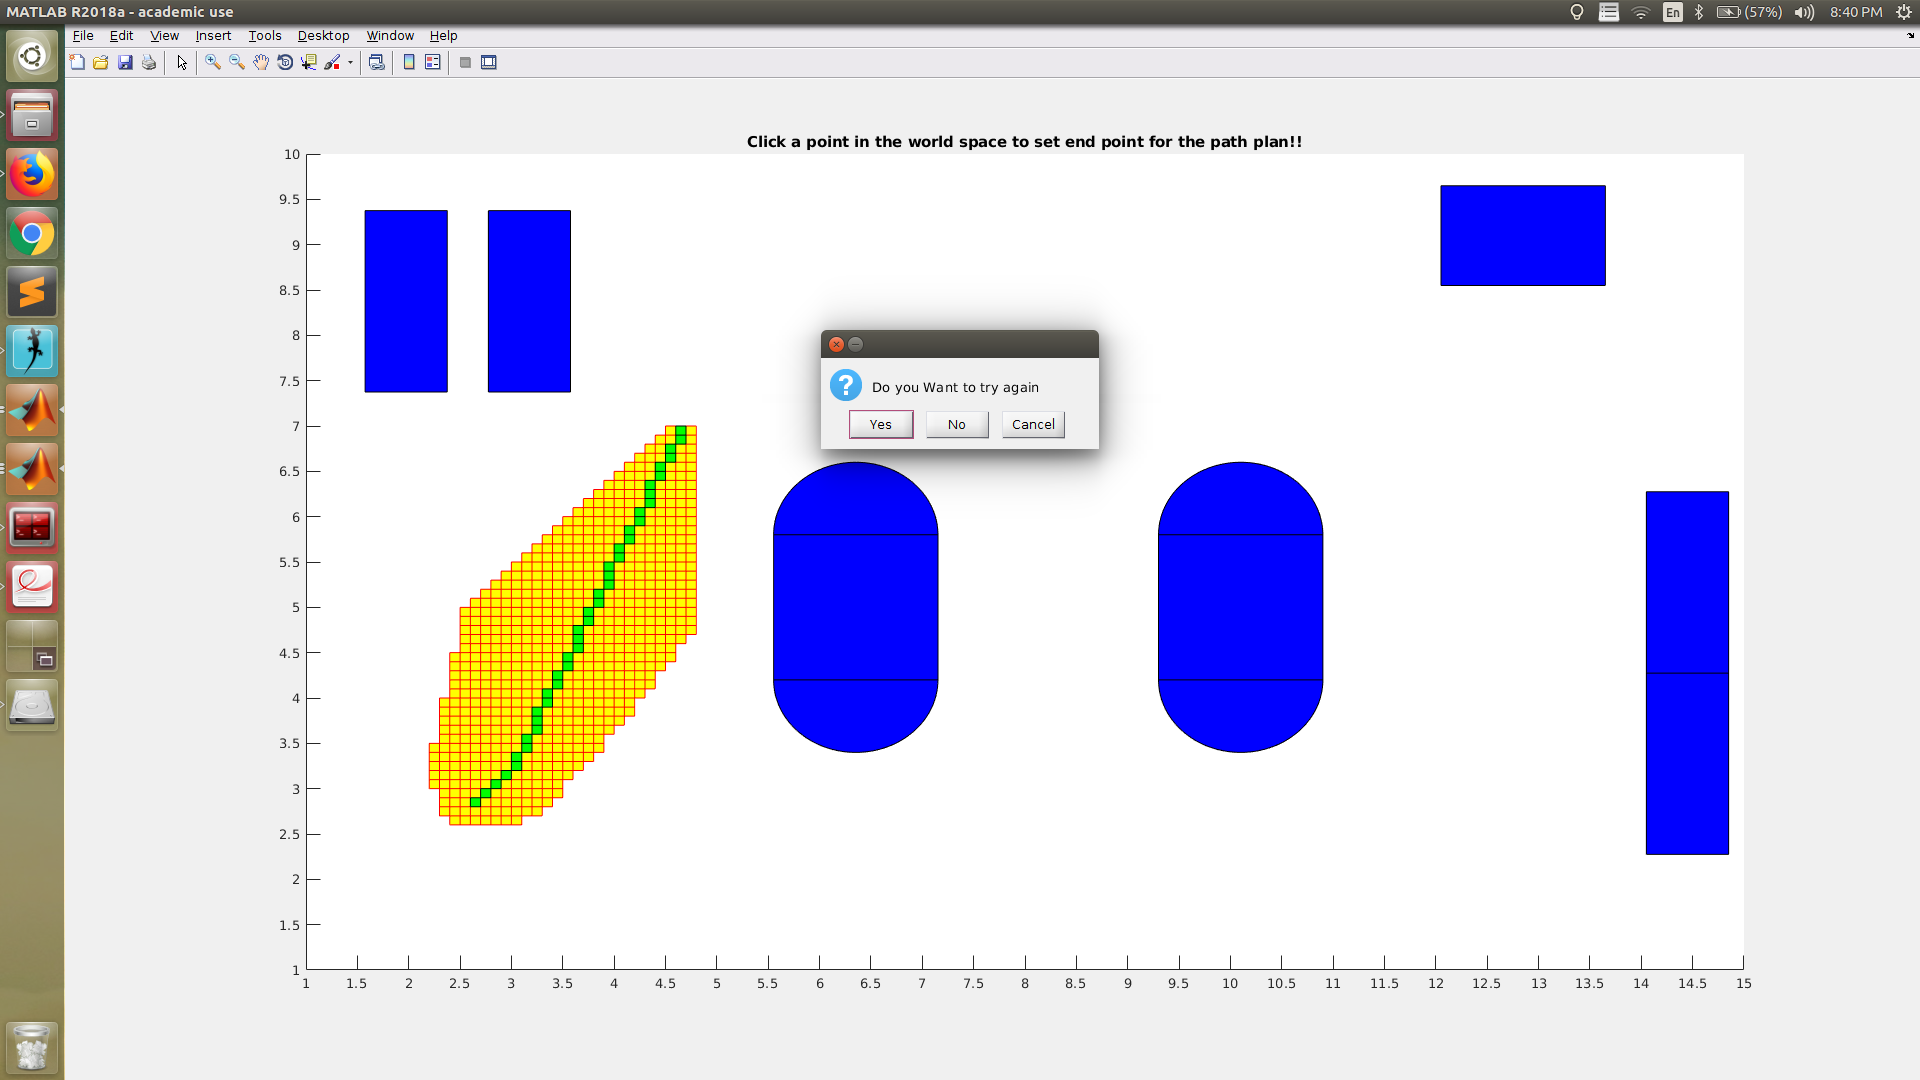 MATLAB R2018a - academic use
En (57%) 8:40 PM
File Edit View Insert Tools Desktop Window Help
Click a point in the world space to set end point for the path plan!!
10
9.5
9
8.5
8
7.5
7
6.5
6
5.5
5
4.5
4
3.5
3
2.5
2
1.5
1
Do you Want to try again
Yes No Cancel
1 1.5 2 2.5 3 3.5 4 4.5 5 5.5 6 6.5 7 7.5 8 8.5 9 9.5 10 10.5 11 11.5 12 12.5 13 13.5 14 14.5 15